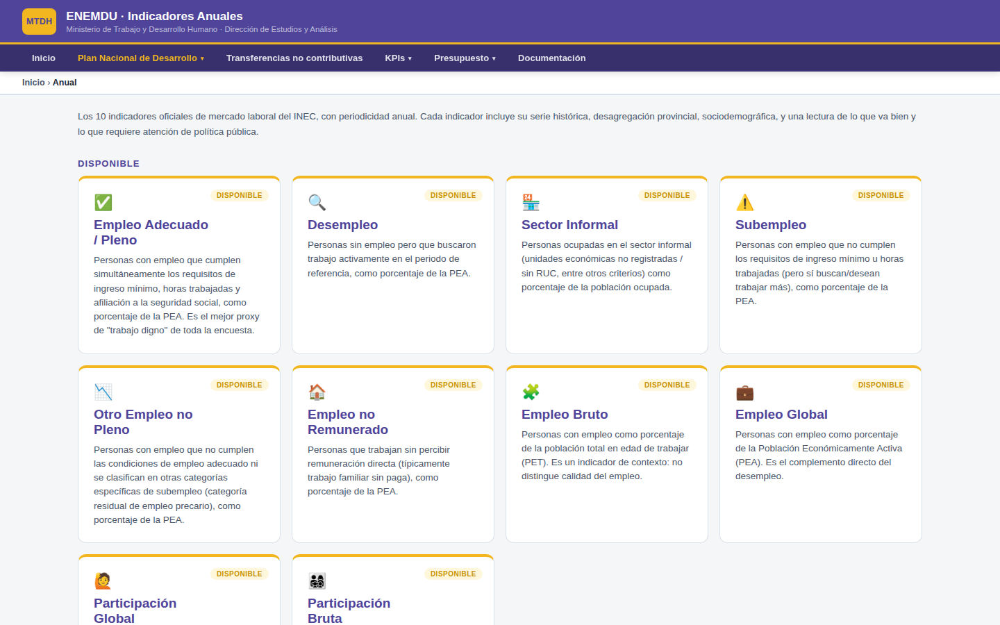 MTDH
ENEMDU · Indicadores Anuales
Ministerio de Trabajo y Desarrollo Humano · Dirección de Estudios y Análisis
Inicio
Plan Nacional de Desarrollo ▾
Transferencias no contributivas
KPIs ▾
Presupuesto ▾
Documentación
Inicio › Anual
Los 10 indicadores oficiales de mercado laboral del INEC, con periodicidad anual. Cada indicador incluye su serie histórica, desagregación provincial, sociodemográfica, y una lectura de lo que va bien y
lo que requiere atención de política pública.
DISPONIBLE
DISPONIBLE
Empleo Adecuado
/ Pleno
Personas con empleo que cumplen
simultáneamente los requisitos de
ingreso mínimo, horas trabajadas y
afiliación a la seguridad social, como
porcentaje de la PEA. Es el mejor proxy
de "trabajo digno" de toda la encuesta.
DISPONIBLE
Desempleo
Personas sin empleo pero que buscaron
trabajo activamente en el periodo de
referencia, como porcentaje de la PEA.
DISPONIBLE
Sector Informal
Personas ocupadas en el sector informal
(unidades económicas no registradas /
sin RUC, entre otros criterios) como
porcentaje de la población ocupada.
DISPONIBLE
Subempleo
Personas con empleo que no cumplen
los requisitos de ingreso mínimo u horas
trabajadas (pero sí buscan/desean
trabajar más), como porcentaje de la
PEA.
DISPONIBLE
Otro Empleo no
Pleno
Personas con empleo que no cumplen
las condiciones de empleo adecuado ni
se clasifican en otras categorías
específicas de subempleo (categoría
residual de empleo precario), como
porcentaje de la PEA.
DISPONIBLE
Empleo no
Remunerado
Personas que trabajan sin percibir
remuneración directa (típicamente
trabajo familiar sin paga), como
porcentaje de la PEA.
DISPONIBLE
Empleo Bruto
Personas con empleo como porcentaje
de la población total en edad de trabajar
(PET). Es un indicador de contexto: no
distingue calidad del empleo.
DISPONIBLE
Empleo Global
Personas con empleo como porcentaje
de la Población Económicamente Activa
(PEA). Es el complemento directo del
desempleo.
DISPONIBLE
Participación
Global
DISPONIBLE
Participación
Bruta